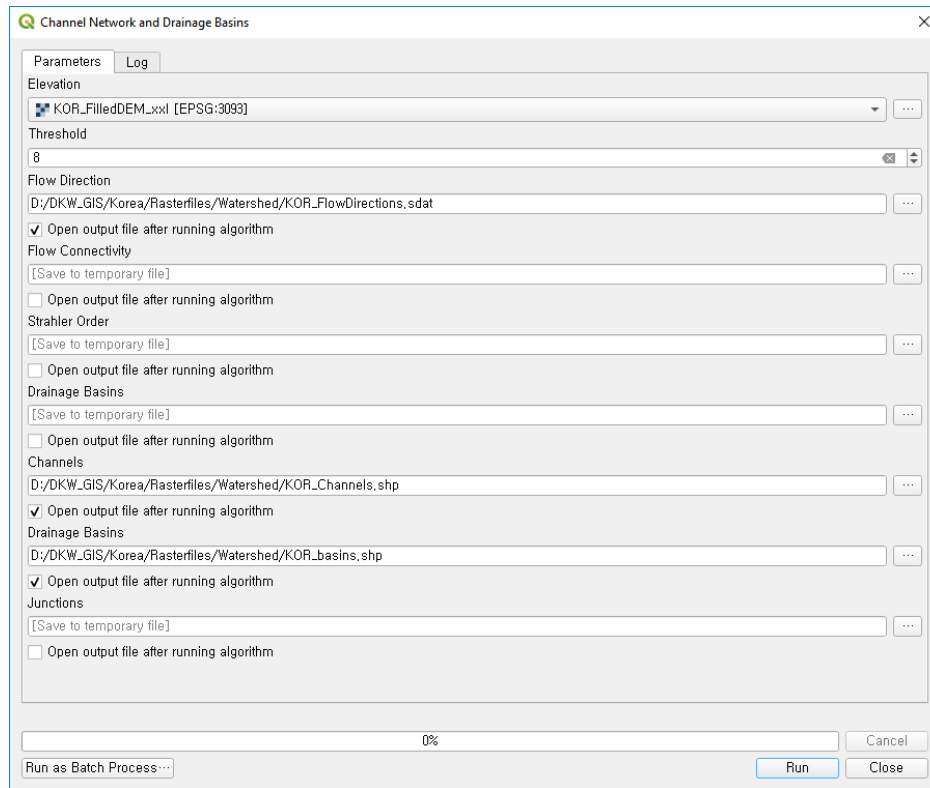 Channel Network and Drainage Basins
Parameters
Log
Elevation
KOR_FilledDEM_xxl [EPSG:3093]
Threshold
8
Flow Direction
D:/DKW_GIS/Korea/Rasterfiles/Watershed/KOR_FlowDirections.sdat
Open output file after running algorithm
Flow Connectivity
[Save to temporary file]
Open output file after running algorithm
Strahler Order
[Save to temporary file]
Open output file after running algorithm
Drainage Basins
[Save to temporary file]
Open output file after running algorithm
Channels
D:/DKW_GIS/Korea/Rasterfiles/Watershed/KOR_Channels.shp
Open output file after running algorithm
Drainage Basins
D:/DKW_GIS/Korea/Rasterfiles/Watershed/KOR_basins.shp
Open output file after running algorithm
Junctions
[Save to temporary file]
Open output file after running algorithm
0%
Cancel
Run as Batch Process…
Run
Close